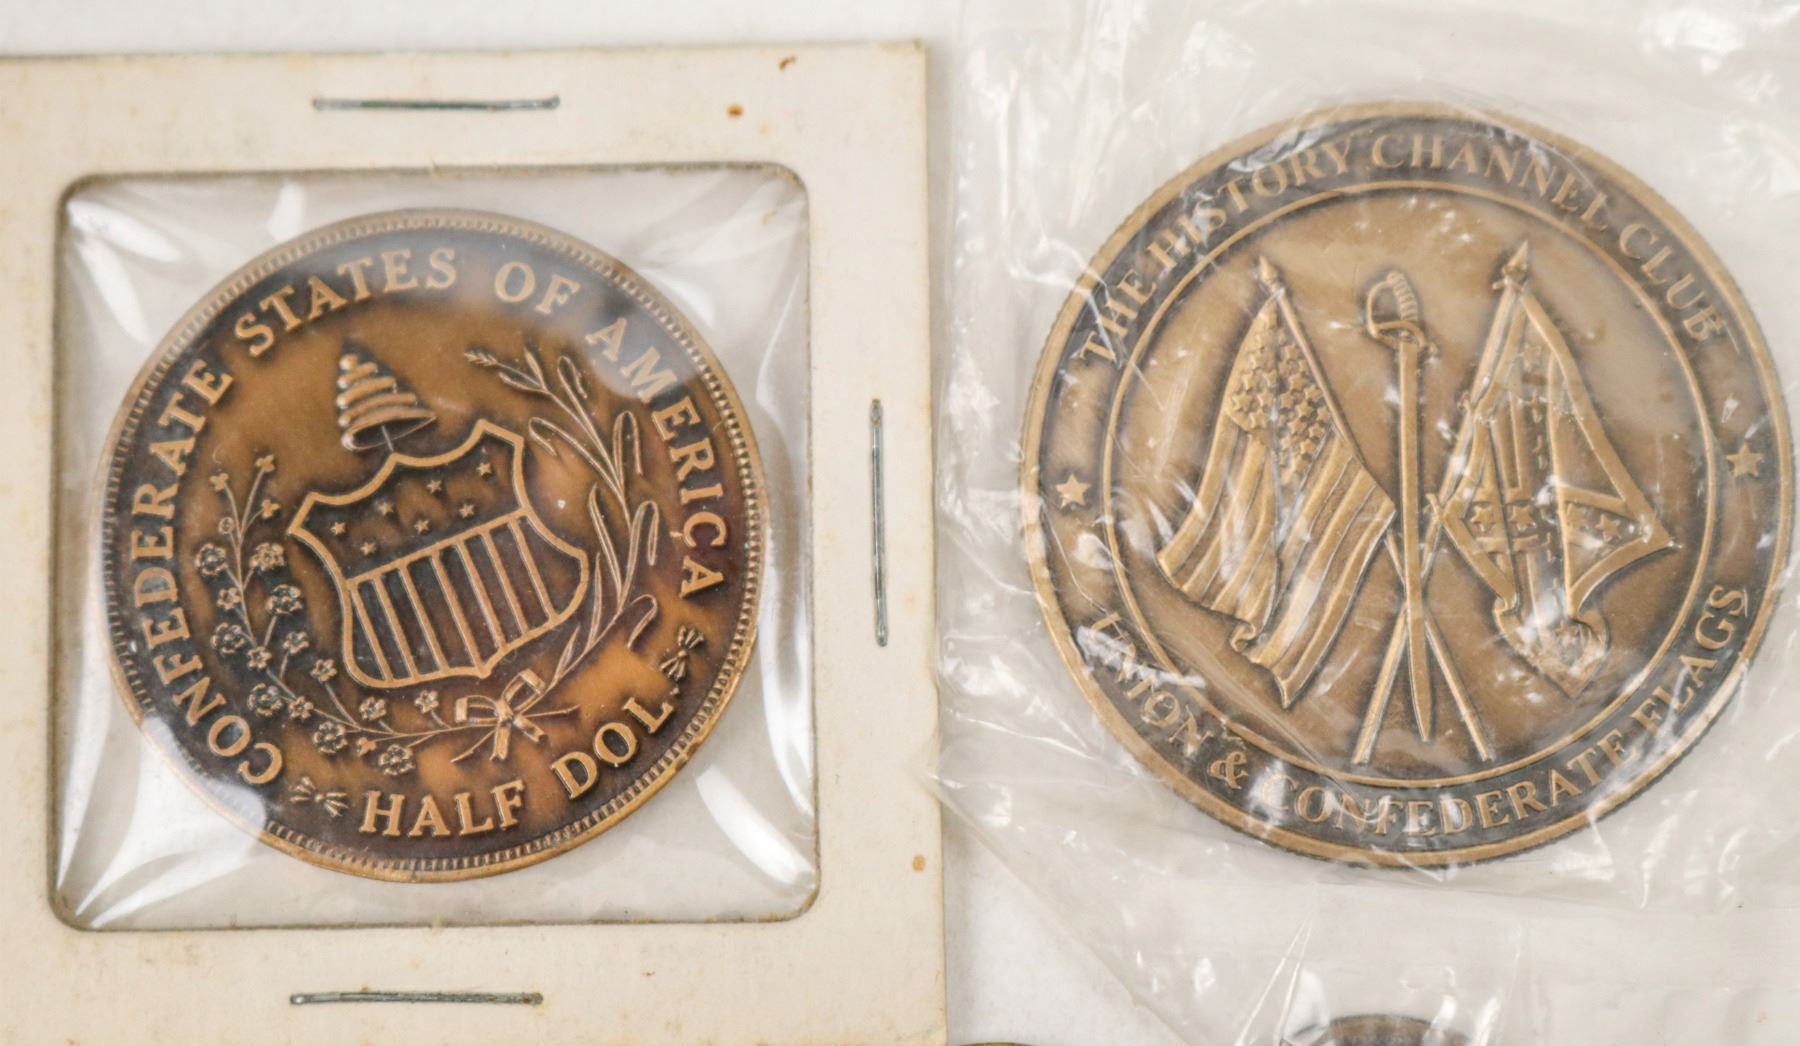 CONFEDERATE STATES OF AMERICA
HALF DOL.
THE HISTORY CHANNEL CLUB
UNION & CONFEDERATE FLAGS